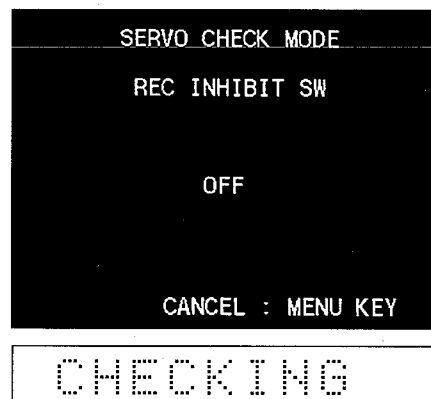 SERVO CHECK MODE
REC INHIBIT SW
OFF
CANCEL : MENU KEY
CHECKING